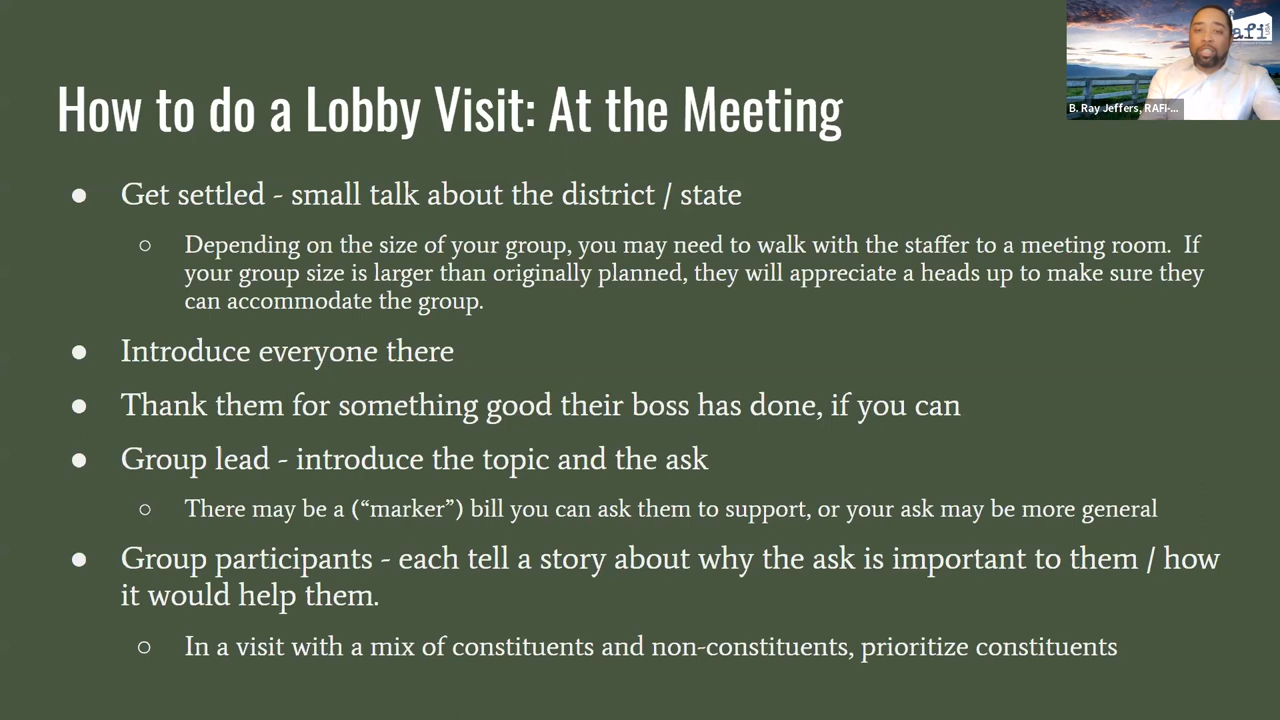 How to do a Lobby Visit: At the Meeting
afi
USA
B. Ray Jeffers, RAFI-...
● Get settled - small talk about the district / state
○ Depending on the size of your group, you may need to walk with the staffer to a meeting room. If
your group size is larger than originally planned, they will appreciate a heads up to make sure they
can accommodate the group.
● Introduce everyone there
● Thank them for something good their boss has done, if you can
● Group lead - introduce the topic and the ask
○ There may be a (“marker”) bill you can ask them to support, or your ask may be more general
● Group participants - each tell a story about why the ask is important to them / how
it would help them.
○ In a visit with a mix of constituents and non-constituents, prioritize constituents